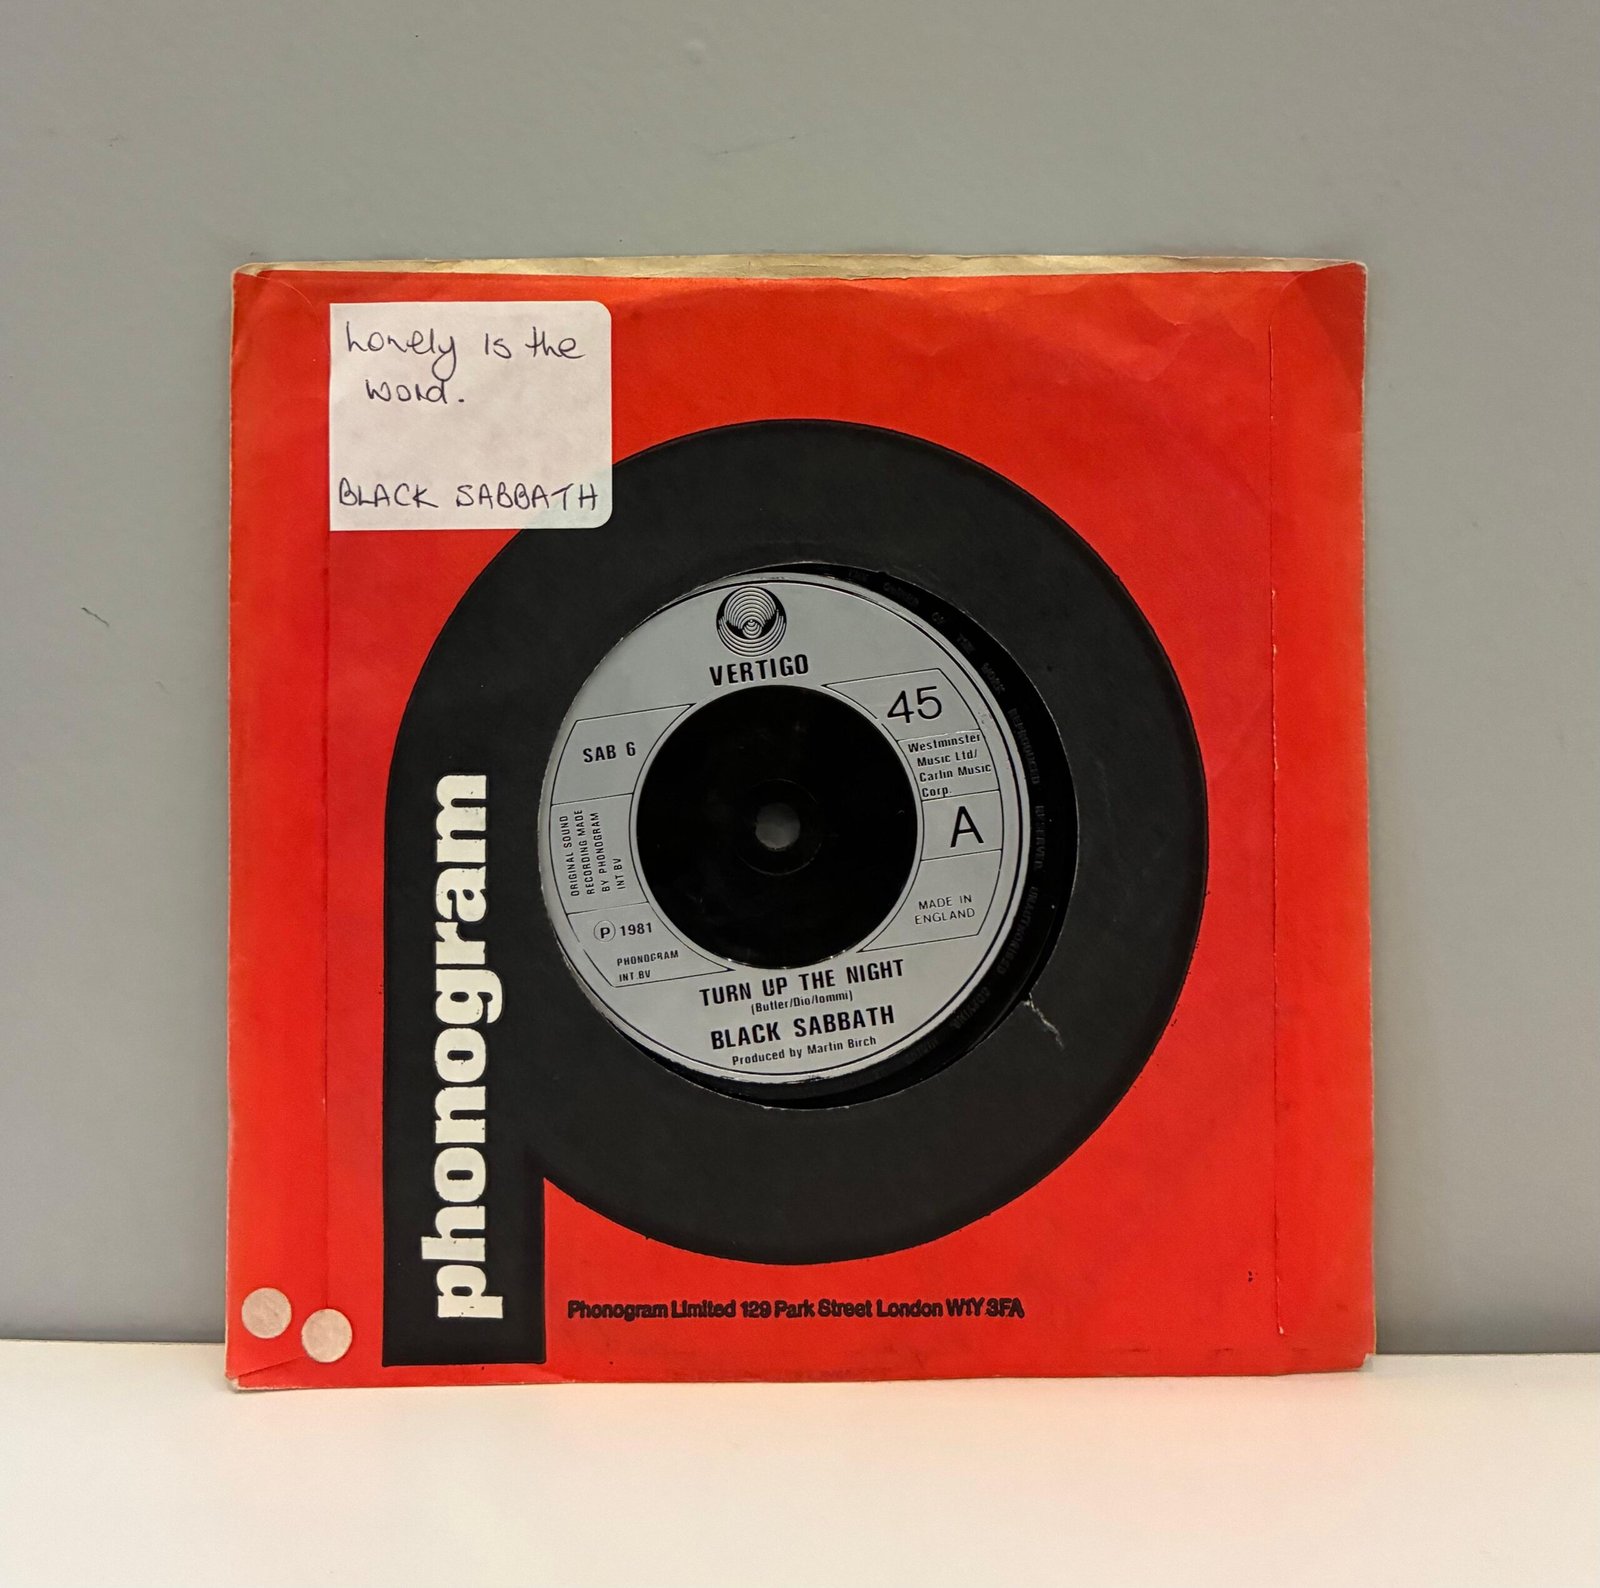 Lonely is the
word.
BLACK SABBATH
VERTIGO
45
SAB 6
Westminster
Music Ltd/
Carlin Music
Corp.
A
ORIGINAL SOUND
RECORDING MADE
BY PHONOGRAM
INT BV
MADE IN
ENGLAND
Ⓟ 1981
PHONOGRAM
INT. BV
TURN UP THE NIGHT
(Butler/Dio/Iommi)
BLACK SABBATH
Produced by Martin Birch
phonogram
Phonogram Limited 129 Park Street London W1Y 3FA